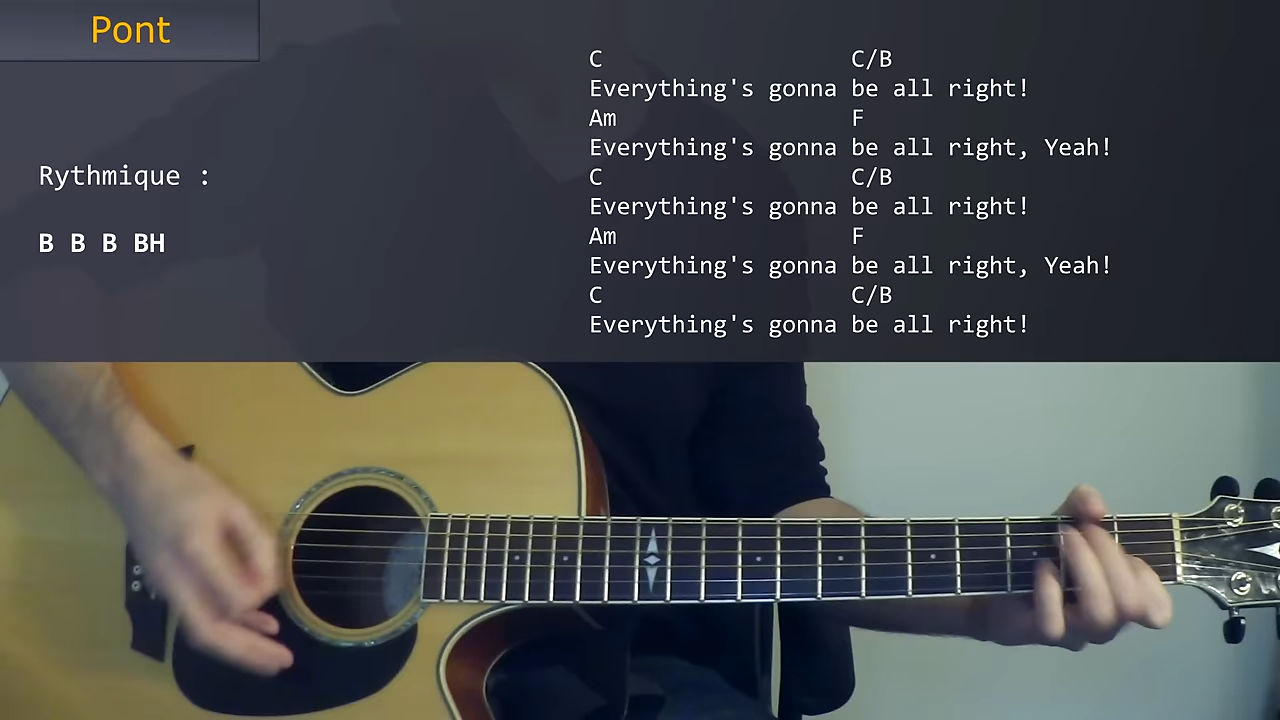 Pont
Rythmique :
B B B BH
C C/B
Everything's gonna be all right!
Am F
Everything's gonna be all right, Yeah!
C C/B
Everything's gonna be all right!
Am F
Everything's gonna be all right, Yeah!
C C/B
Everything's gonna be all right!